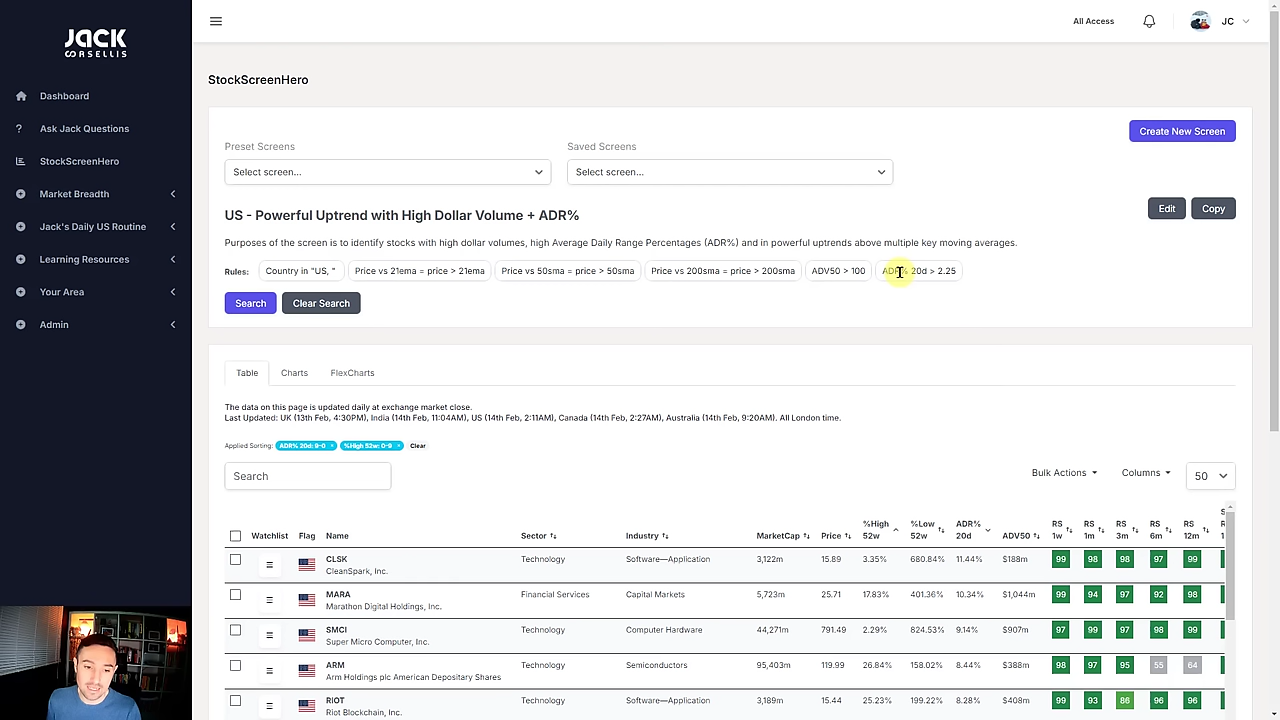 JACK
CORSELLIS
Dashboard
Ask Jack Questions
StockScreenHero
Market Breadth
Jack's Daily US Routine
Learning Resources
Your Area
Admin
All Access
JC
StockScreenHero
Create New Screen
Preset Screens
Saved Screens
Select screen...
Select screen...
US - Powerful Uptrend with High Dollar Volume + ADR%
Edit
Copy
Purposes of the screen is to identify stocks with high dollar volumes, high Average Daily Range Percentages (ADR%) and in powerful uptrends above multiple key moving averages.
Rules: Country in "US, " Price vs 21ema = price > 21ema Price vs 50sma = price > 50sma Price vs 200sma = price > 200sma ADV50 > 100 ADR% 20d > 2.25
Search
Clear Search
Table Charts FlexCharts
The data on this page is updated daily at exchange market close.
Last Updated: UK (13th Feb, 4:30PM), India (14th Feb, 11:04AM), US (14th Feb, 2:11AM), Canada (14th Feb, 2:27AM), Australia (14th Feb, 9:20AM). All London time.
Applied Sorting: ADR% 20d: 9-0 × %High 52w: 0-9 × Clear
Search
Bulk Actions
Columns
50
Watchlist Flag Name Sector Industry MarketCap Price %High 52w %Low 52w ADR% 20d ADV50 RS 1w RS 1m RS 3m RS 6m RS 12m
CLSK Technology Software—Application 3,122m 15.89 3.35% 680.84% 11.44% $188m 99 98 98 97 99
CleanSpark, Inc.
MARA Financial Services Capital Markets 5,723m 25.71 17.83% 401.36% 10.34% $1,044m 99 94 97 92 98
Marathon Digital Holdings, Inc.
SMCI Technology Computer Hardware 44,271m 791.49 2.29% 824.53% 9.14% $907m 97 99 97 98 99
Super Micro Computer, Inc.
ARM Technology Semiconductors 95,403m 26.84% 158.02% 8.44% $388m 98 97 95 55 64
Arm Holdings plc American Depositary Shares
RIOT Technology Software—Application 3,189m 15.44 25.23% 199.22% 8.28% $408m 99 93 86 96 96
Riot Blockchain, Inc.